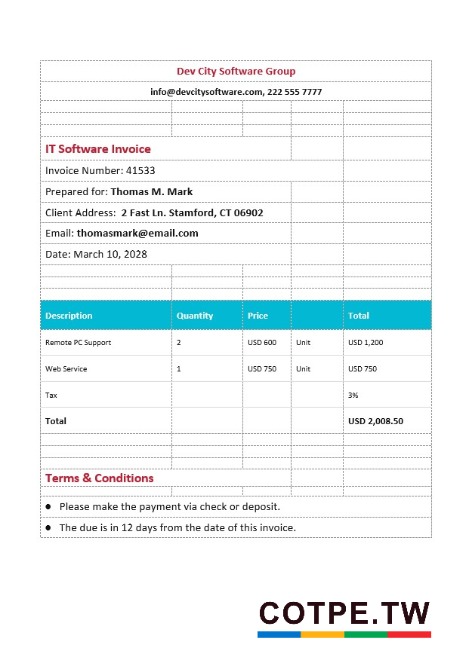 Dev City Software Group
info@devcitysoftware.com, 222 555 7777
IT Software Invoice
Invoice Number: 41533
Prepared for: Thomas M. Mark
Client Address: 2 Fast Ln. Stamford, CT 06902
Email: thomasmark@email.com
Date: March 10, 2028
Description Quantity Price Total
Remote PC Support 2 USD 600 Unit USD 1,200
Web Service 1 USD 750 Unit USD 750
Tax 3%
Total USD 2,008.50
Terms & Conditions
● Please make the payment via check or deposit.
● The due is in 12 days from the date of this invoice.
COTPE.TW